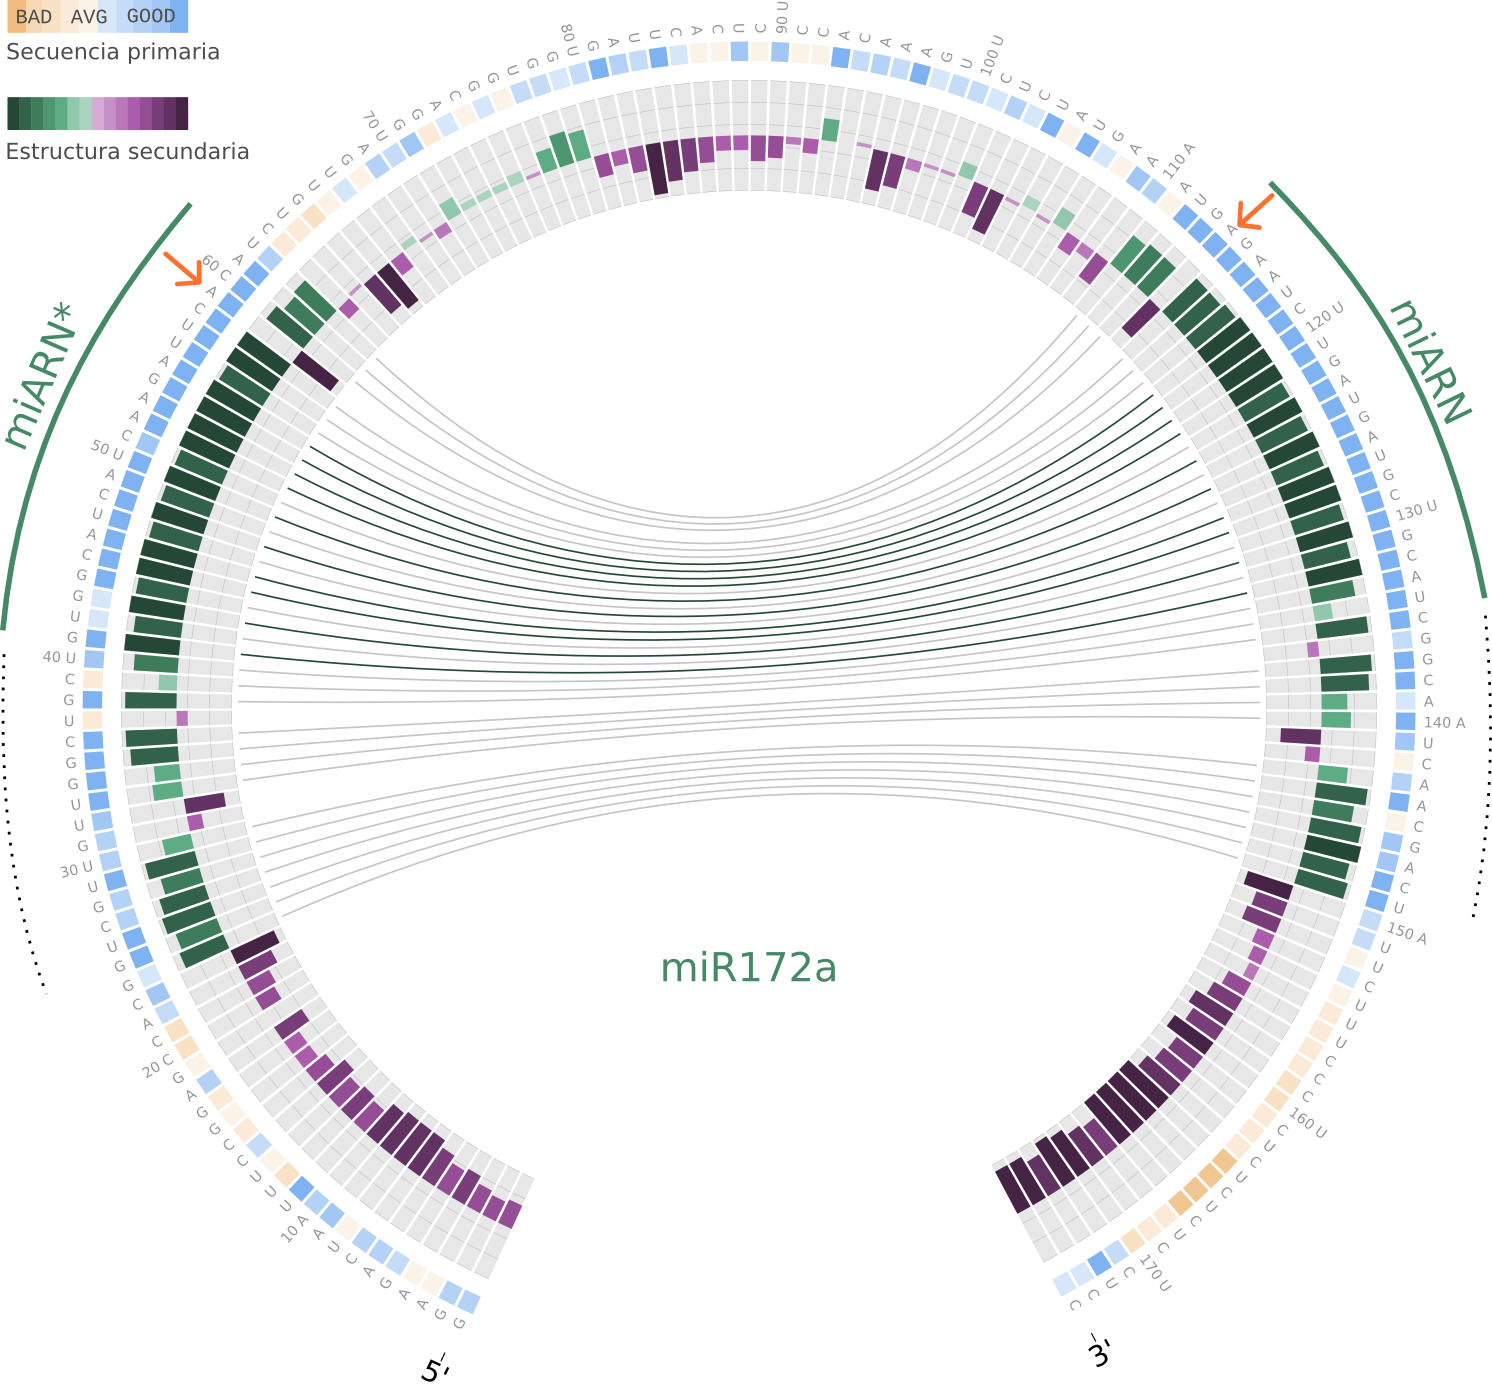 BAD AVG GOOD
Secuencia primaria
Estructura secundaria
miARN*
miARN
miR172a
5'
G G A A G A C U A 10 A
U U U C C G G A G 20 C
C A C G G U C G U 30 U
G U U G G C U G C 40 U
G U G G C A U C A 50 U
C A A G A U U C A 60 C
A U C U G U U G A 70 U
G G A C G G U G G 80 U
G A U U C A C U C 90 U
C C A C A A A G U 100 U
C U C U A U G A A 110 A
A U G A G A A U C 120 U
U G A U G A U G C 130 U
G C A U C G G C A 140 A
U C A A C G A C U 150 A
U U C U U U C C C 160 U
C U C U C U C U C 170 U
C U C C
3'